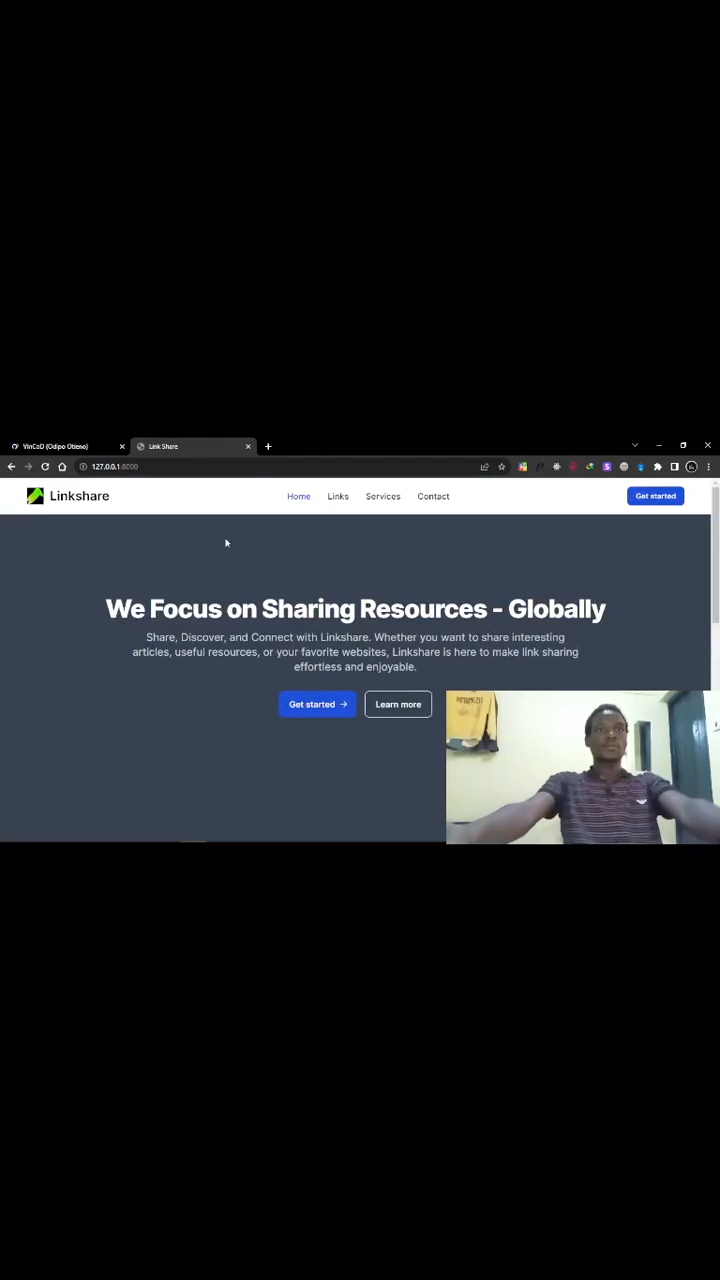 VinCoD (Odipo Otieno)
Link Share
127.0.0.1:8000
Linkshare
Home Links Services Contact
Get started
We Focus on Sharing Resources - Globally
Share, Discover, and Connect with Linkshare. Whether you want to share interesting
articles, useful resources, or your favorite websites, Linkshare is here to make link sharing
effortless and enjoyable.
Get started → Learn more